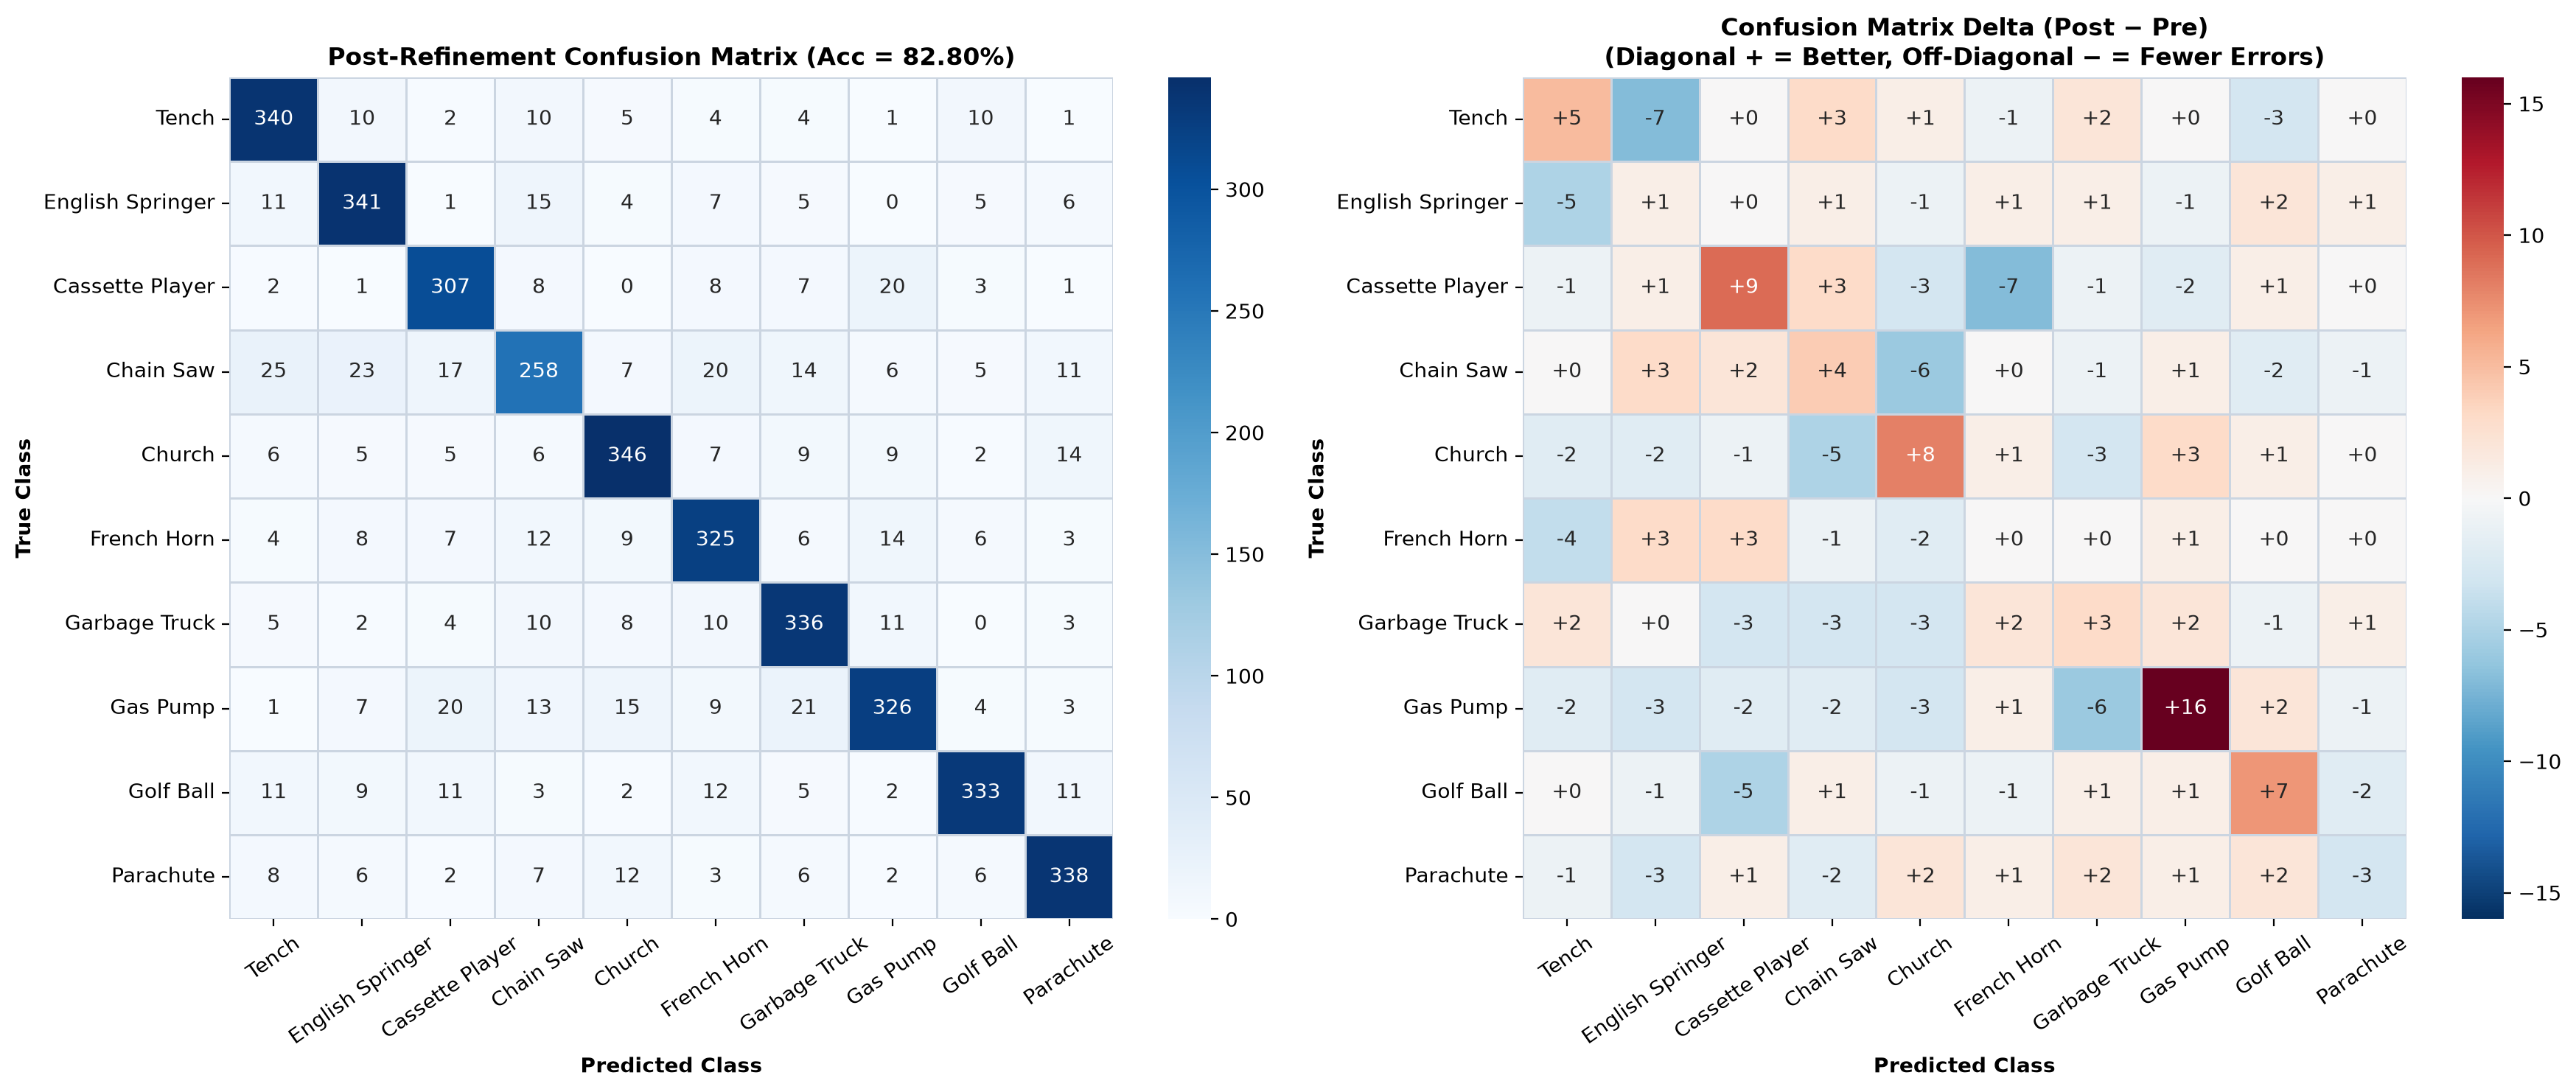 Post-Refinement Confusion Matrix (Acc = 82.80%)
True Class
Tench 340 10 2 10 5 4 4 1 10 1
English Springer 11 341 1 15 4 7 5 0 5 6
Cassette Player 2 1 307 8 0 8 7 20 3 1
Chain Saw 25 23 17 258 7 20 14 6 5 11
Church 6 5 5 6 346 7 9 9 2 14
French Horn 4 8 7 12 9 325 6 14 6 3
Garbage Truck 5 2 4 10 8 10 336 11 0 3
Gas Pump 1 7 20 13 15 9 21 326 4 3
Golf Ball 11 9 11 3 2 12 5 2 333 11
Parachute 8 6 2 7 12 3 6 2 6 338
Tench English Springer Cassette Player Chain Saw Church French Horn Garbage Truck Gas Pump Golf Ball Parachute
Predicted Class
300
250
200
150
100
50
0
Confusion Matrix Delta (Post − Pre)
(Diagonal + = Better, Off-Diagonal − = Fewer Errors)
True Class
Tench +5 -7 +0 +3 +1 -1 +2 +0 -3 +0
English Springer -5 +1 +0 +1 -1 +1 +1 -1 +2 +1
Cassette Player -1 +1 +9 +3 -3 -7 -1 -2 +1 +0
Chain Saw +0 +3 +2 +4 -6 +0 -1 +1 -2 -1
Church -2 -2 -1 -5 +8 +1 -3 +3 +1 +0
French Horn -4 +3 +3 -1 -2 +0 +0 +1 +0 +0
Garbage Truck +2 +0 -3 -3 -3 +2 +3 +2 -1 +1
Gas Pump -2 -3 -2 -2 -3 +1 -6 +16 +2 -1
Golf Ball +0 -1 -5 +1 -1 -1 +1 +1 +7 -2
Parachute -1 -3 +1 -2 +2 +1 +2 +1 +2 -3
Tench English Springer Cassette Player Chain Saw Church French Horn Garbage Truck Gas Pump Golf Ball Parachute
Predicted Class
15
10
5
0
−5
−10
−15